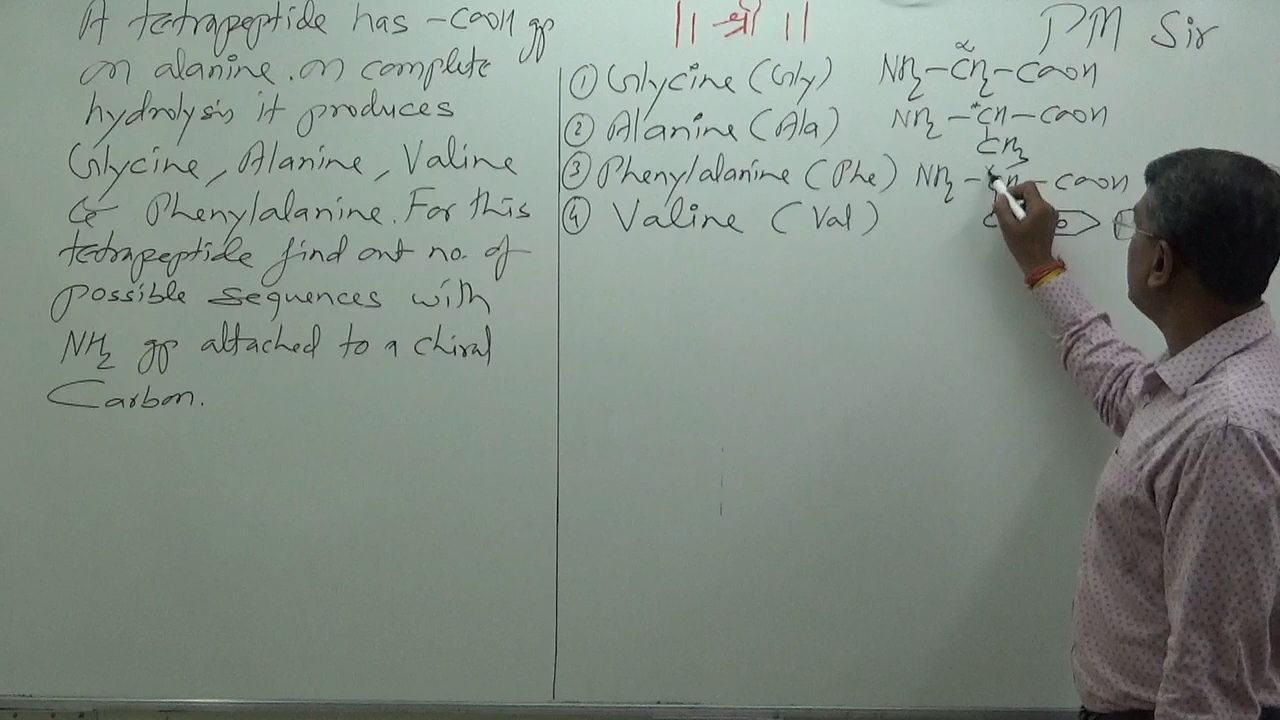 A tetrapeptide has -COOH gp
on alanine. on complete
hydrolysis it produces
Glycine, Alanine, Valine
& Phenylalanine. For this
tetrapeptide find out no. of
possible sequences with
NH2 gp attached to a chiral
Carbon.
|| श्री ||
PM Sir
① Glycine (Gly) NH2-CH2-COOH
α
② Alanine (Ala) NH2-*CH-COOH
CH3
③ Phenylalanine (Phe) NH2- -COOH
④ Valine (Val)